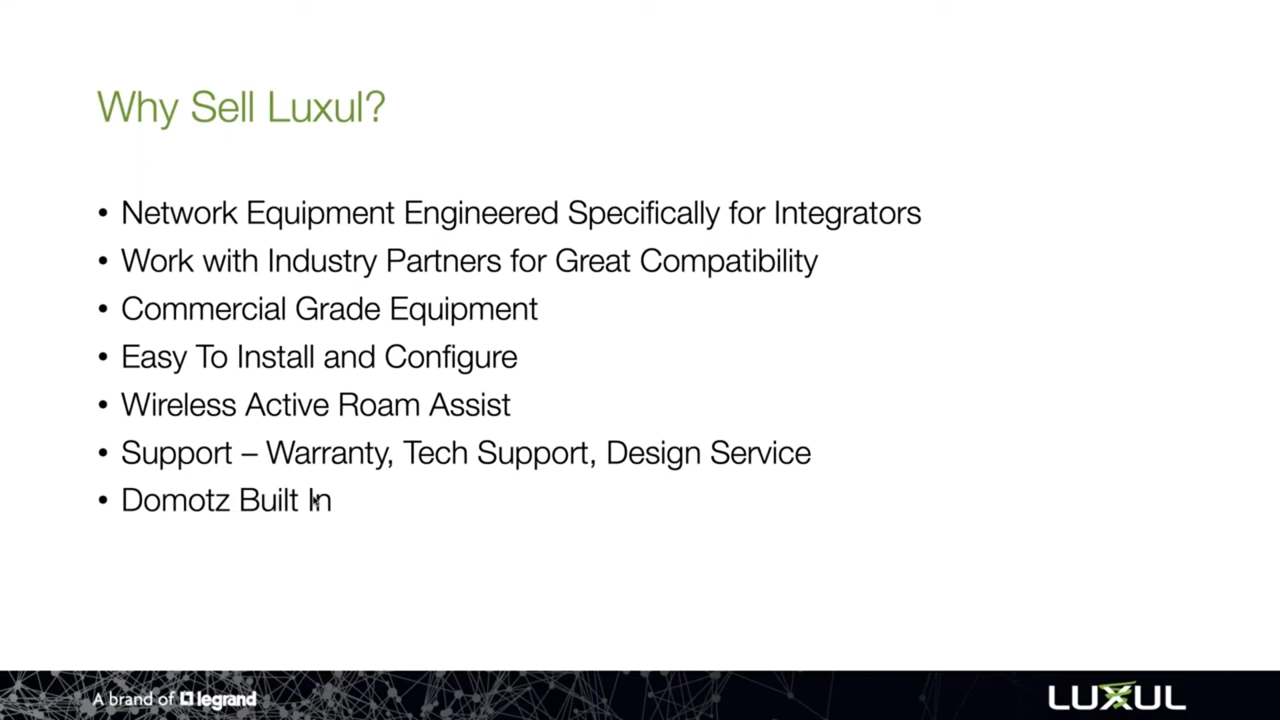 Why Sell Luxul?
• Network Equipment Engineered Specifically for Integrators
• Work with Industry Partners for Great Compatibility
• Commercial Grade Equipment
• Easy To Install and Configure
• Wireless Active Roam Assist
• Support – Warranty, Tech Support, Design Service
• Domotz Built In
A brand of legrand
LUXUL